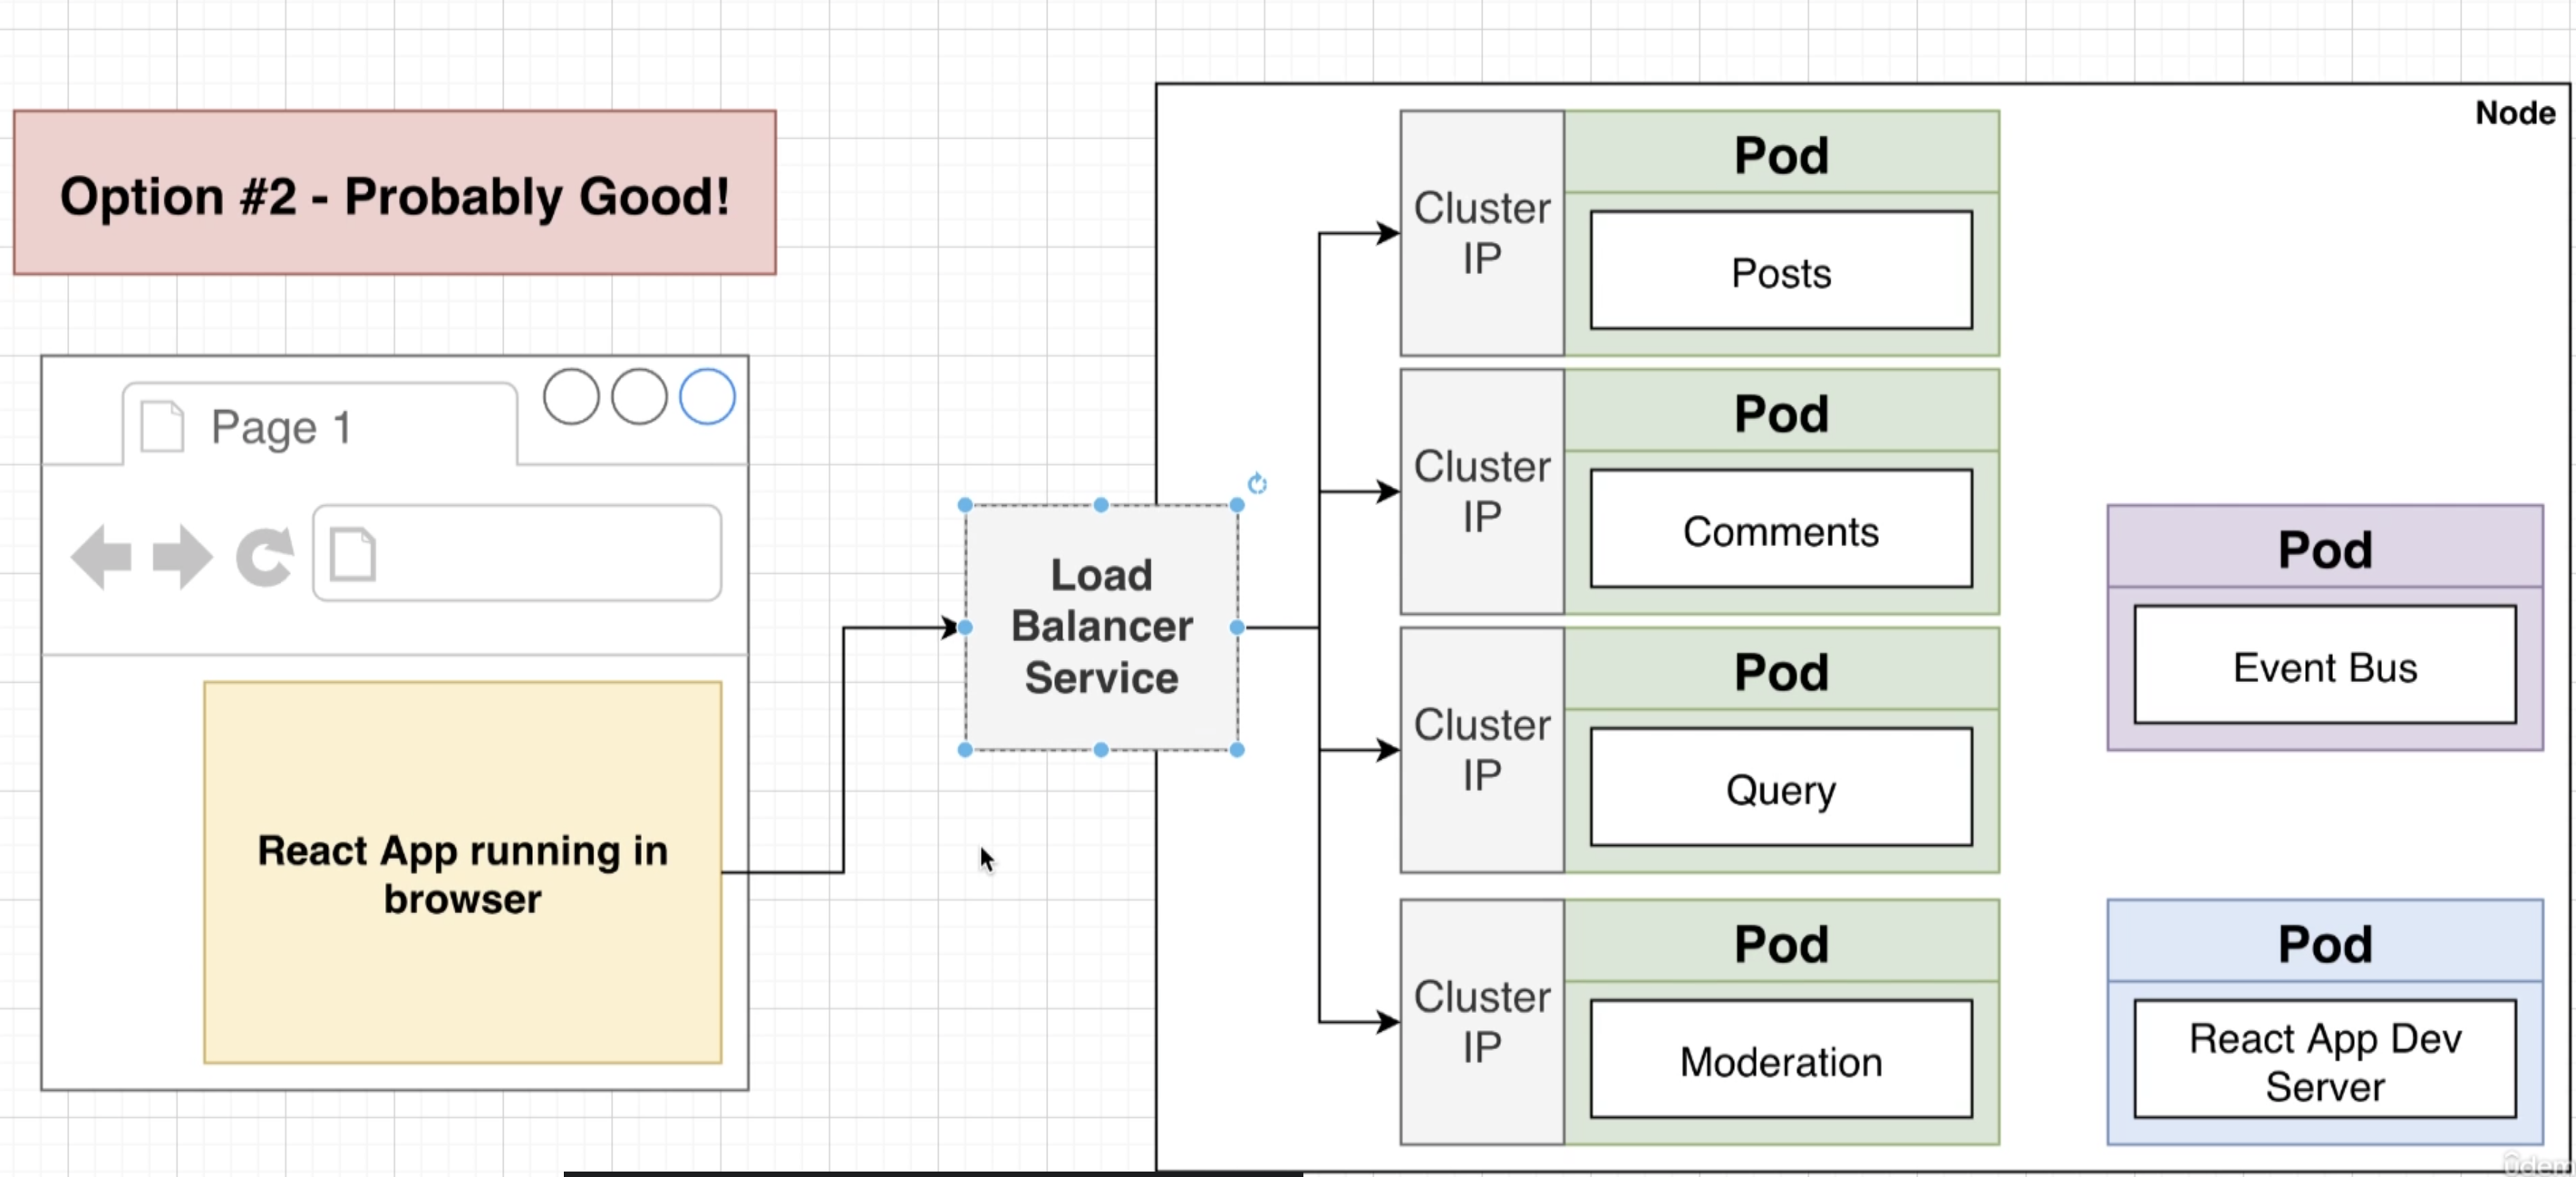 Node
Option #2 - Probably Good!
Page 1
React App running in
browser
Load
Balancer
Service
Cluster
IP
Pod
Posts
Cluster
IP
Pod
Comments
Cluster
IP
Pod
Query
Cluster
IP
Pod
Moderation
Pod
Event Bus
Pod
React App Dev
Server